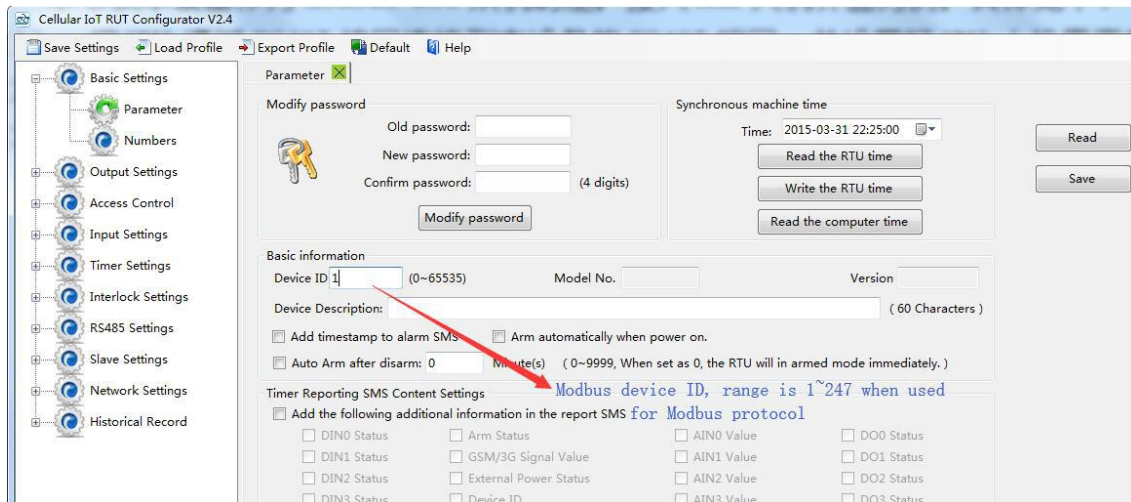 Cellular IoT RUT Configurator V2.4
Save Settings Load Profile Export Profile Default Help
Basic Settings
Parameter
Numbers
Output Settings
Access Control
Input Settings
Timer Settings
Interlock Settings
RS485 Settings
Slave Settings
Network Settings
Historical Record
Parameter
Modify password
Old password:
New password:
Confirm password: (4 digits)
Modify password
Synchronous machine time
Time: 2015-03-31 22:25:00
Read the RTU time
Write the RTU time
Read the computer time
Read
Save
Basic information
Device ID 1 (0~65535) Model No. Version
Device Description: ( 60 Characters )
Add timestamp to alarm SMS Arm automatically when power on.
Auto Arm after disarm: 0 Minute(s) ( 0~9999, When set as 0, the RTU will in armed mode immediately. )
Modbus device ID, range is 1~247 when used
for Modbus protocol
Timer Reporting SMS Content Settings
Add the following additional information in the report SMS
DIN0 Status Arm Status AIN0 Value DO0 Status
DIN1 Status GSM/3G Signal Value AIN1 Value DO1 Status
DIN2 Status External Power Status AIN2 Value DO2 Status
DIN3 Status Device ID AIN3 Value DO3 Status